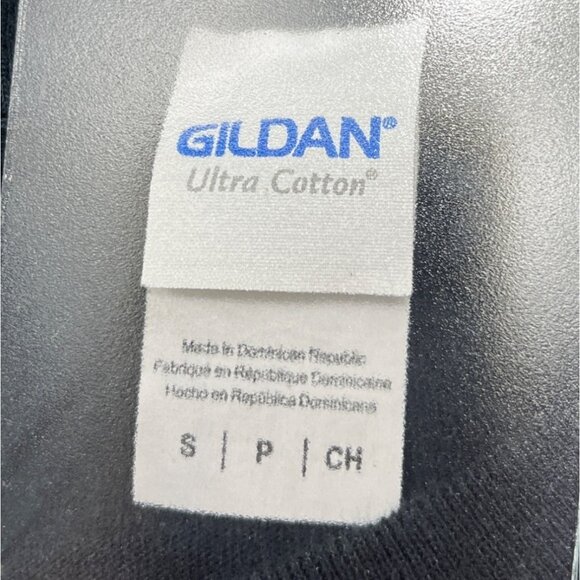 GILDAN®
Ultra Cotton®
Made in Dominican Republic
Fabriqué en République Dominicaine
Hecho en República Dominicana
S | P | CH